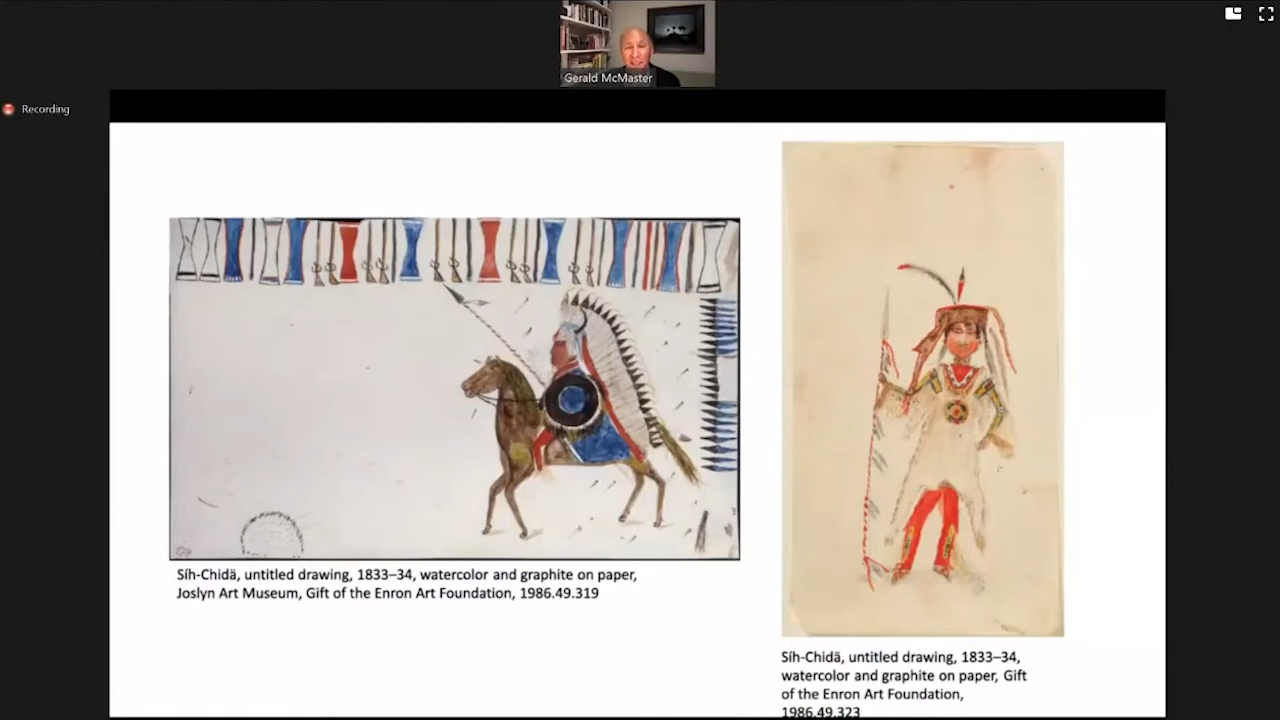 Gerald McMaster
Recording
Síh-Chidä, untitled drawing, 1833–34, watercolor and graphite on paper,
Joslyn Art Museum, Gift of the Enron Art Foundation, 1986.49.319
Síh-Chidä, untitled drawing, 1833–34,
watercolor and graphite on paper, Gift
of the Enron Art Foundation,
1986.49.323